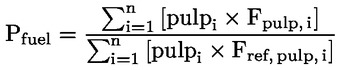 P_fuel = \frac{\sum_{i=1}^{n} [pulp_i × F_{pulp, i}]}{\sum_{i=1}^{n} [pulp_i × F_{ref, pulp, i}]}